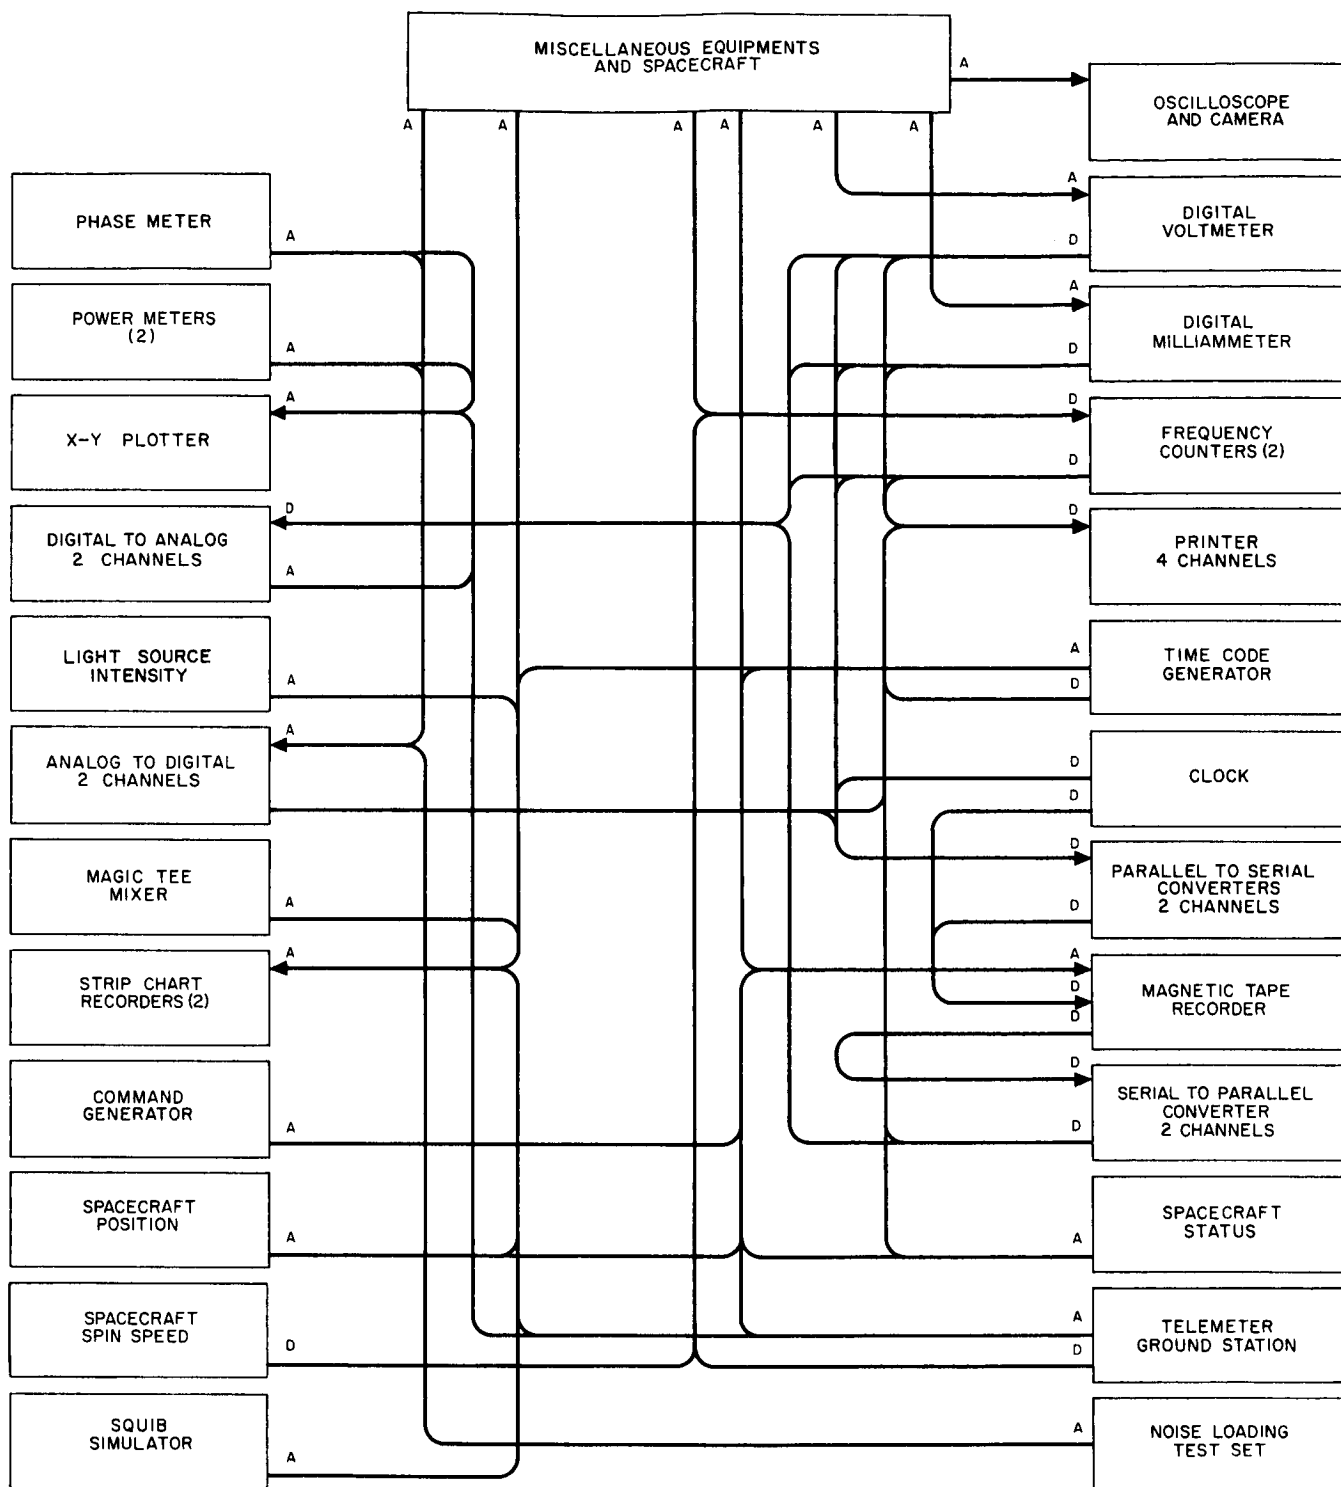 MISCELLANEOUS EQUIPMENTS
AND SPACECRAFT
A
A
A
A
A
A
A
PHASE METER
A
POWER METERS
(2)
A
X-Y PLOTTER
A
DIGITAL TO ANALOG
2 CHANNELS
D
A
LIGHT SOURCE
INTENSITY
A
ANALOG TO DIGITAL
2 CHANNELS
A
MAGIC TEE
MIXER
A
STRIP CHART
RECORDERS (2)
A
COMMAND
GENERATOR
A
SPACECRAFT
POSITION
A
SPACECRAFT
SPIN SPEED
D
SQUIB
SIMULATOR
A
OSCILLOSCOPE
AND CAMERA
A
DIGITAL
VOLTMETER
D
A
DIGITAL
MILLIAMMETER
D
D
FREQUENCY
COUNTERS (2)
D
D
PRINTER
4 CHANNELS
A
TIME CODE
GENERATOR
D
D
CLOCK
D
D
PARALLEL TO SERIAL
CONVERTERS
2 CHANNELS
D
A
D
MAGNETIC TAPE
RECORDER
D
D
SERIAL TO PARALLEL
CONVERTER
2 CHANNELS
D
SPACECRAFT
STATUS
A
A
TELEMETER
GROUND STATION
D
A
NOISE LOADING
TEST SET